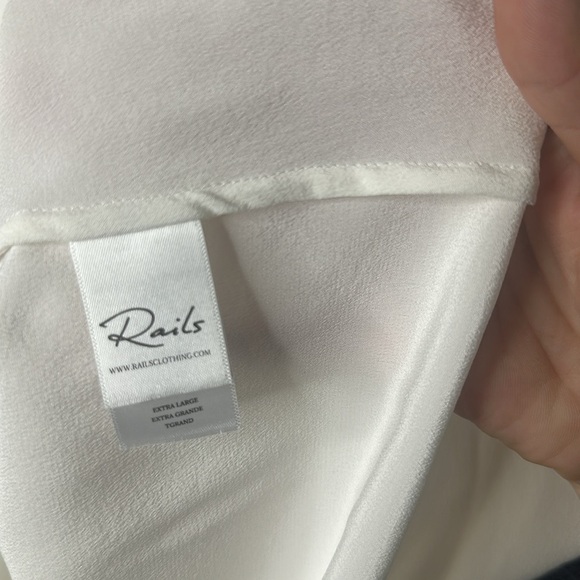 Rails
WWW.RAILSCLOTHING.COM
EXTRA LARGE
EXTRA GRANDE
TGRAND